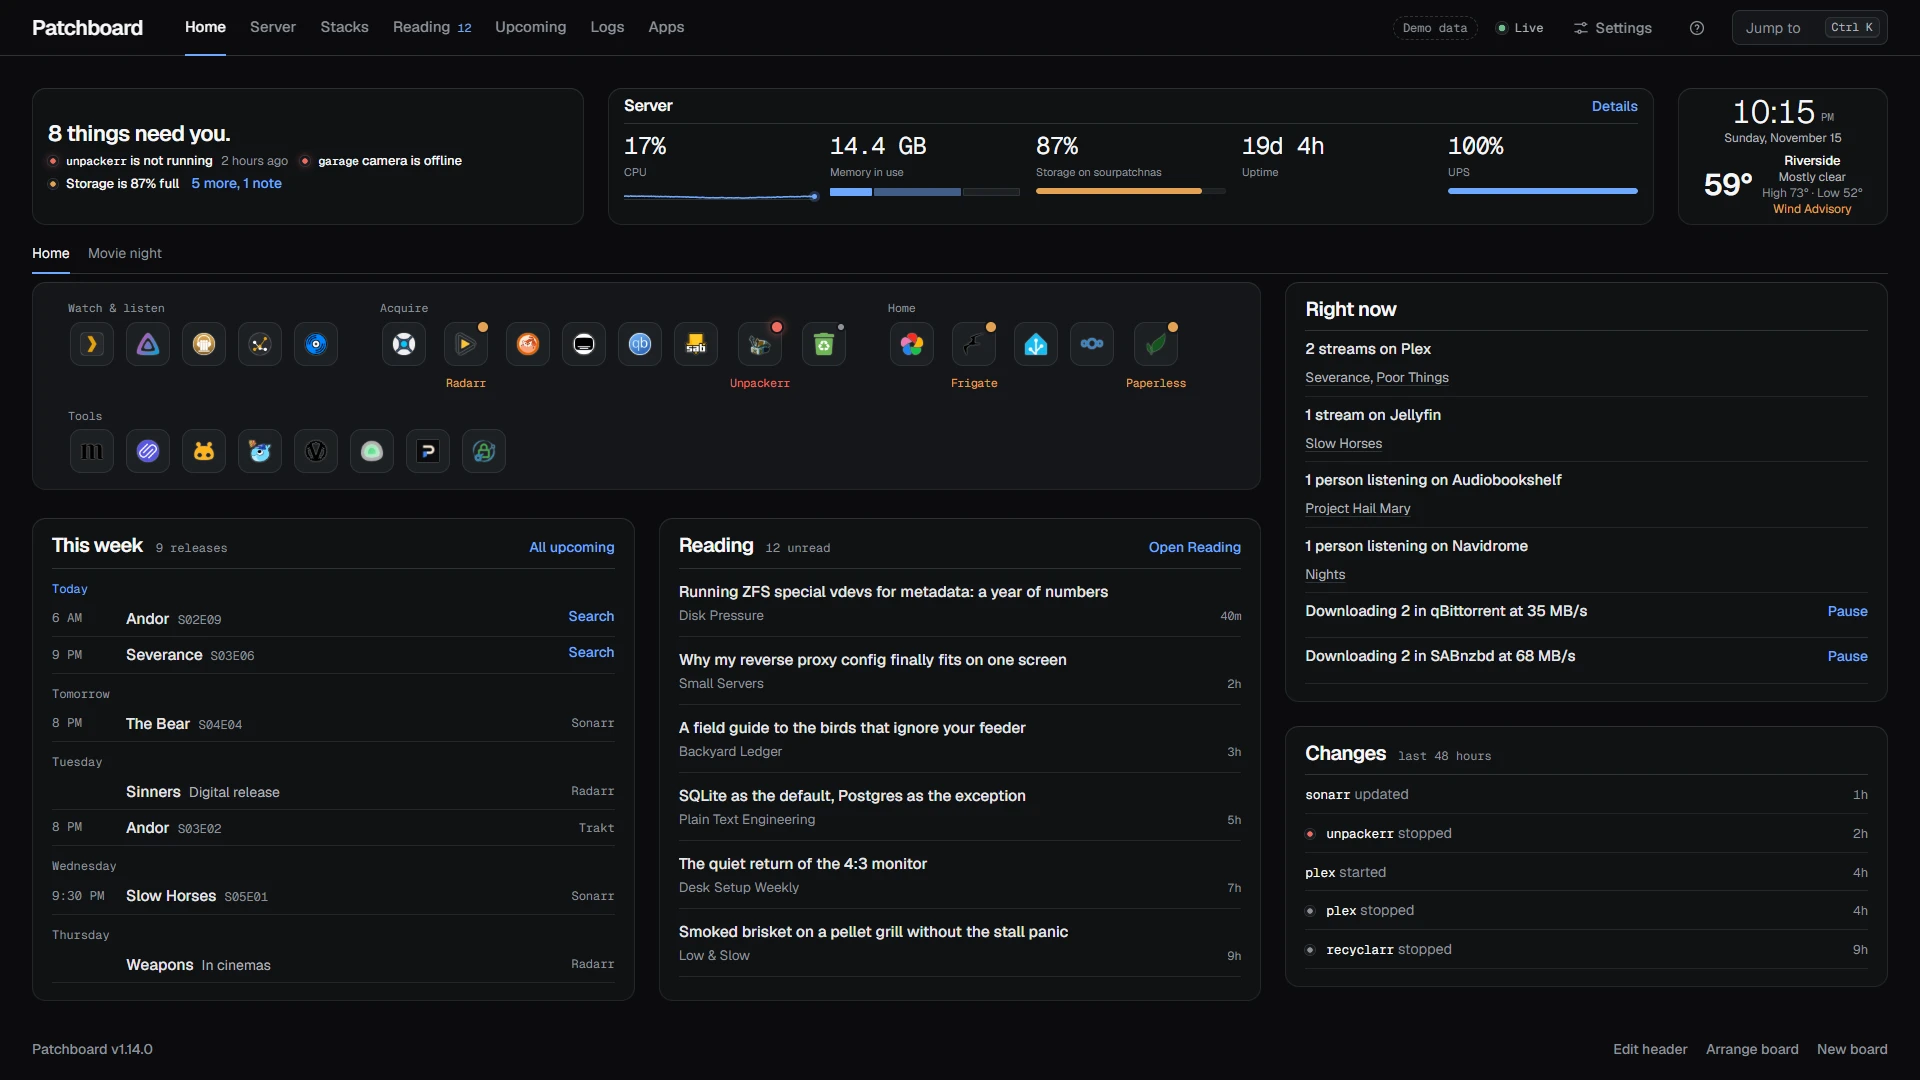 Patchboard
Home Server Stacks Reading 12 Upcoming Logs Apps
Demo data Live Settings Jump to Ctrl K
8 things need you.
unpackerr is not running 2 hours ago garage camera is offline
Storage is 87% full 5 more, 1 note
Server Details
17% 14.4 GB 87% 19d 4h 100%
CPU Memory in use Storage on sourpatchnas Uptime UPS
10:15 PM
Sunday, November 15
59°
Riverside
Mostly clear
High 73° · Low 52°
Wind Advisory
Home Movie night
Watch & listen Acquire Home
sab
qb
Radarr Unpackerr Frigate Paperless
Tools
m
This week 9 releases All upcoming
Today
6 AM Andor S02E09 Search
9 PM Severance S03E06 Search
Tomorrow
8 PM The Bear S04E04 Sonarr
Tuesday
Sinners Digital release Radarr
8 PM Andor S03E02 Trakt
Wednesday
9:30 PM Slow Horses S05E01 Sonarr
Thursday
Weapons In cinemas Radarr
Reading 12 unread Open Reading
Running ZFS special vdevs for metadata: a year of numbers
Disk Pressure 40m
Why my reverse proxy config finally fits on one screen
Small Servers 2h
A field guide to the birds that ignore your feeder
Backyard Ledger 3h
SQLite as the default, Postgres as the exception
Plain Text Engineering 5h
The quiet return of the 4:3 monitor
Desk Setup Weekly 7h
Smoked brisket on a pellet grill without the stall panic
Low & Slow 9h
Right now
2 streams on Plex
Severance, Poor Things
1 stream on Jellyfin
Slow Horses
1 person listening on Audiobookshelf
Project Hail Mary
1 person listening on Navidrome
Nights
Downloading 2 in qBittorrent at 35 MB/s Pause
Downloading 2 in SABnzbd at 68 MB/s Pause
Changes last 48 hours
sonarr updated 1h
unpackerr stopped 2h
plex started 4h
plex stopped 4h
recyclarr stopped 9h
Patchboard v1.14.0
Edit header Arrange board New board